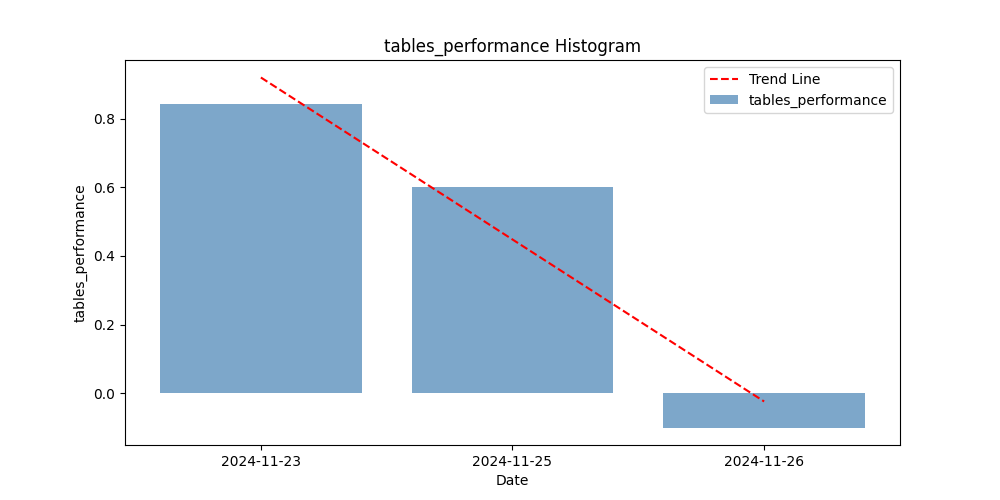 tables_performance Histogram
Trend Line
tables_performance
tables_performance
0.8
0.6
0.4
0.2
0.0
2024-11-23
2024-11-25
2024-11-26
Date